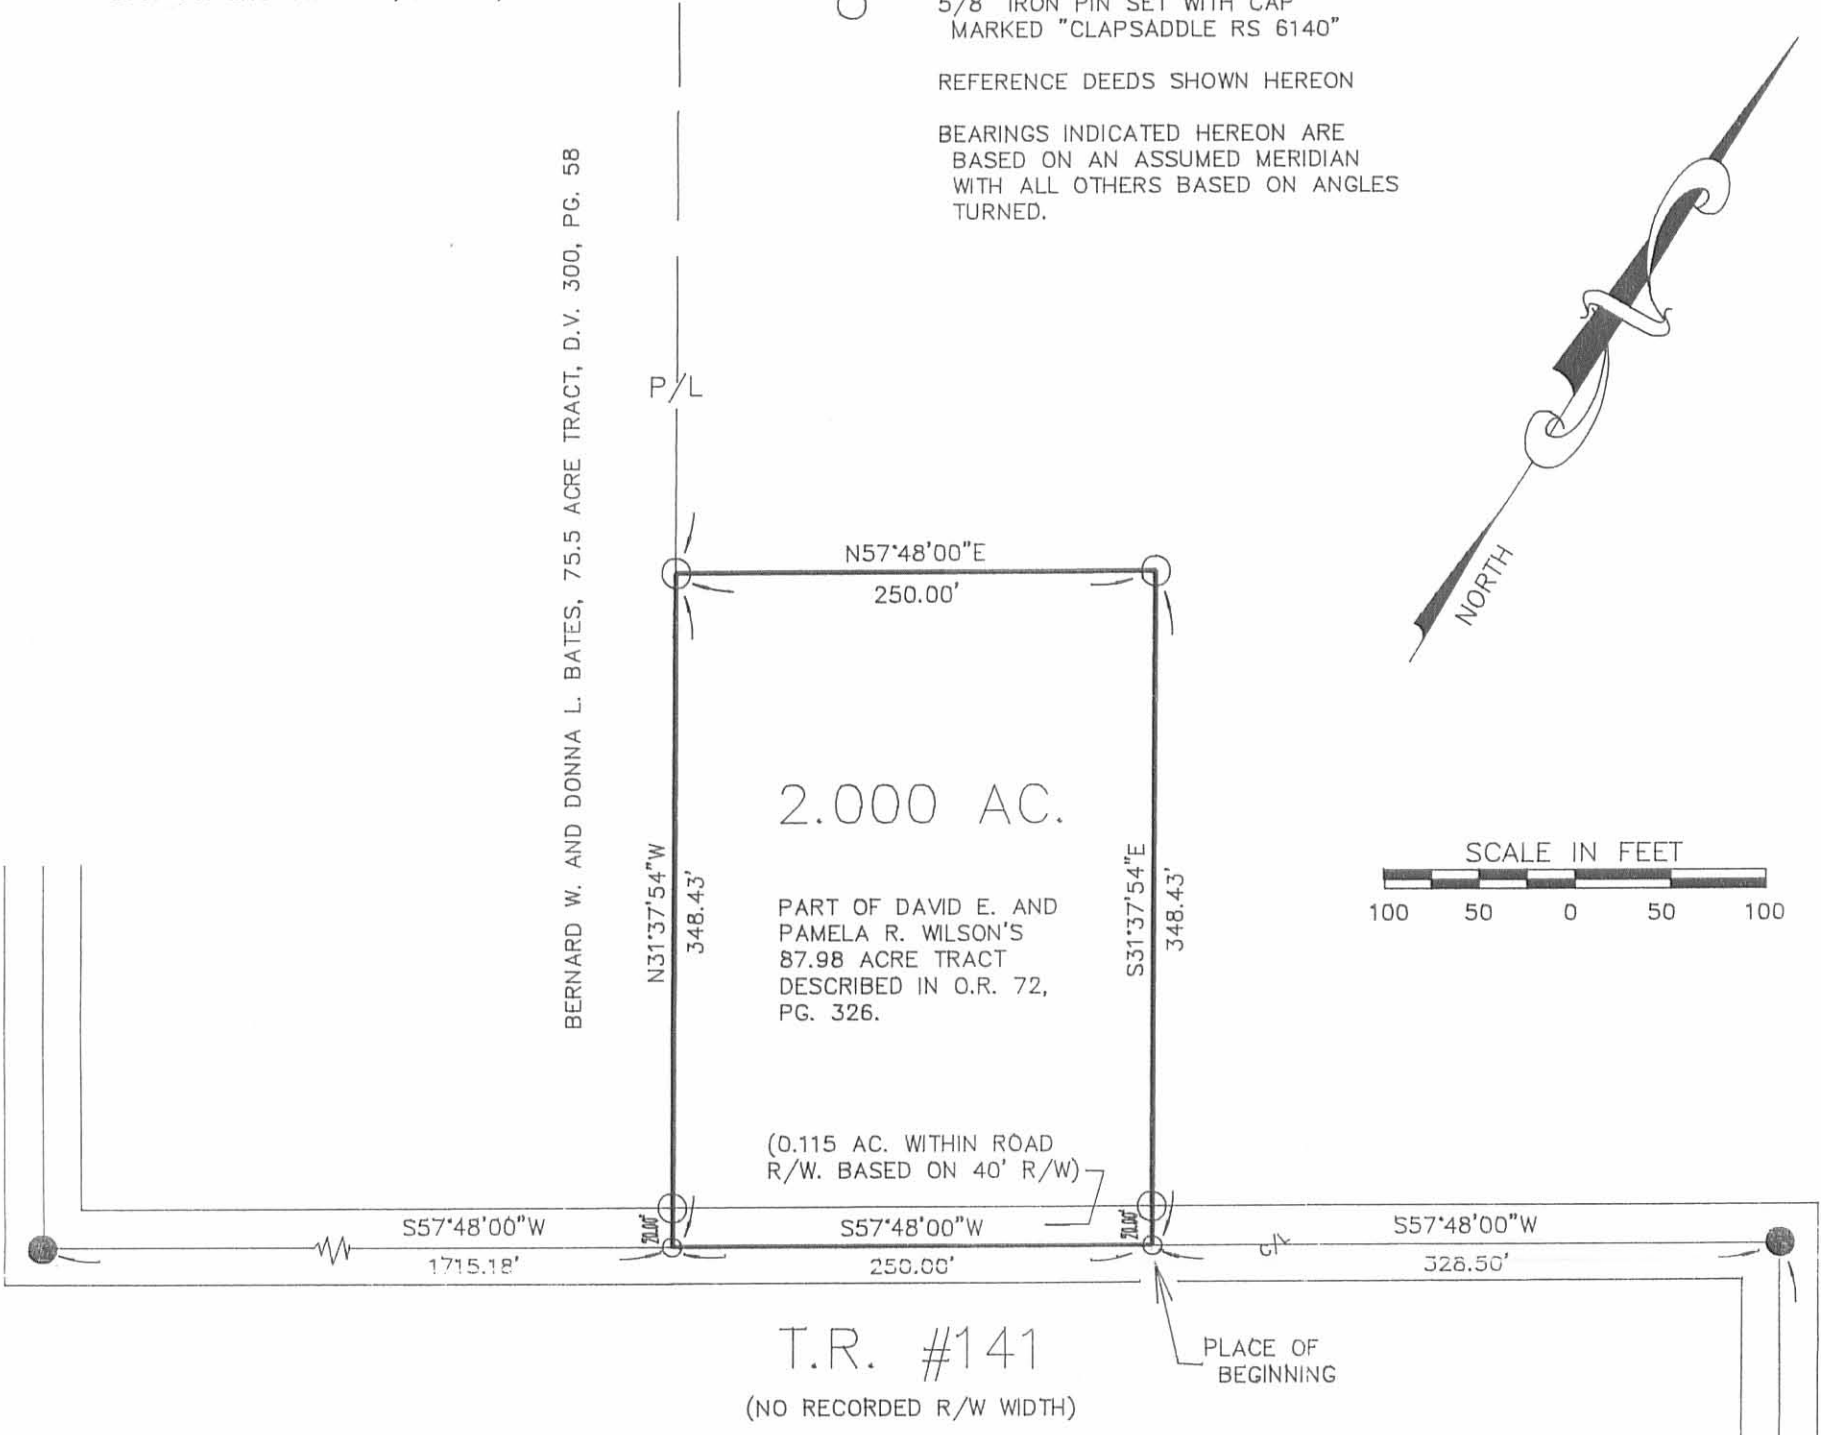 5/8" IRON PIN SET WITH CAP
MARKED "CLAPSADDLE RS 6140"
REFERENCE DEEDS SHOWN HEREON
BEARINGS INDICATED HEREON ARE
BASED ON AN ASSUMED MERIDIAN
WITH ALL OTHERS BASED ON ANGLES
TURNED.
BERNARD W. AND DONNA L. BATES, 75.5 ACRE TRACT, D.V. 300, PG. 58
P/L
NORTH
N57°48'00"E
250.00'
2.000 AC.
N31°37'54"W
348.43'
S31°37'54"E
348.43'
PART OF DAVID E. AND
PAMELA R. WILSON'S
87.98 ACRE TRACT
DESCRIBED IN O.R. 72,
PG. 326.
SCALE IN FEET
100 50 0 50 100
(0.115 AC. WITHIN ROAD
R/W. BASED ON 40' R/W)
S57°48'00"W
1715.18'
20.00'
S57°48'00"W
250.00'
20.00'
C/L
S57°48'00"W
328.50'
T.R. #141
(NO RECORDED R/W WIDTH)
PLACE OF
BEGINNING